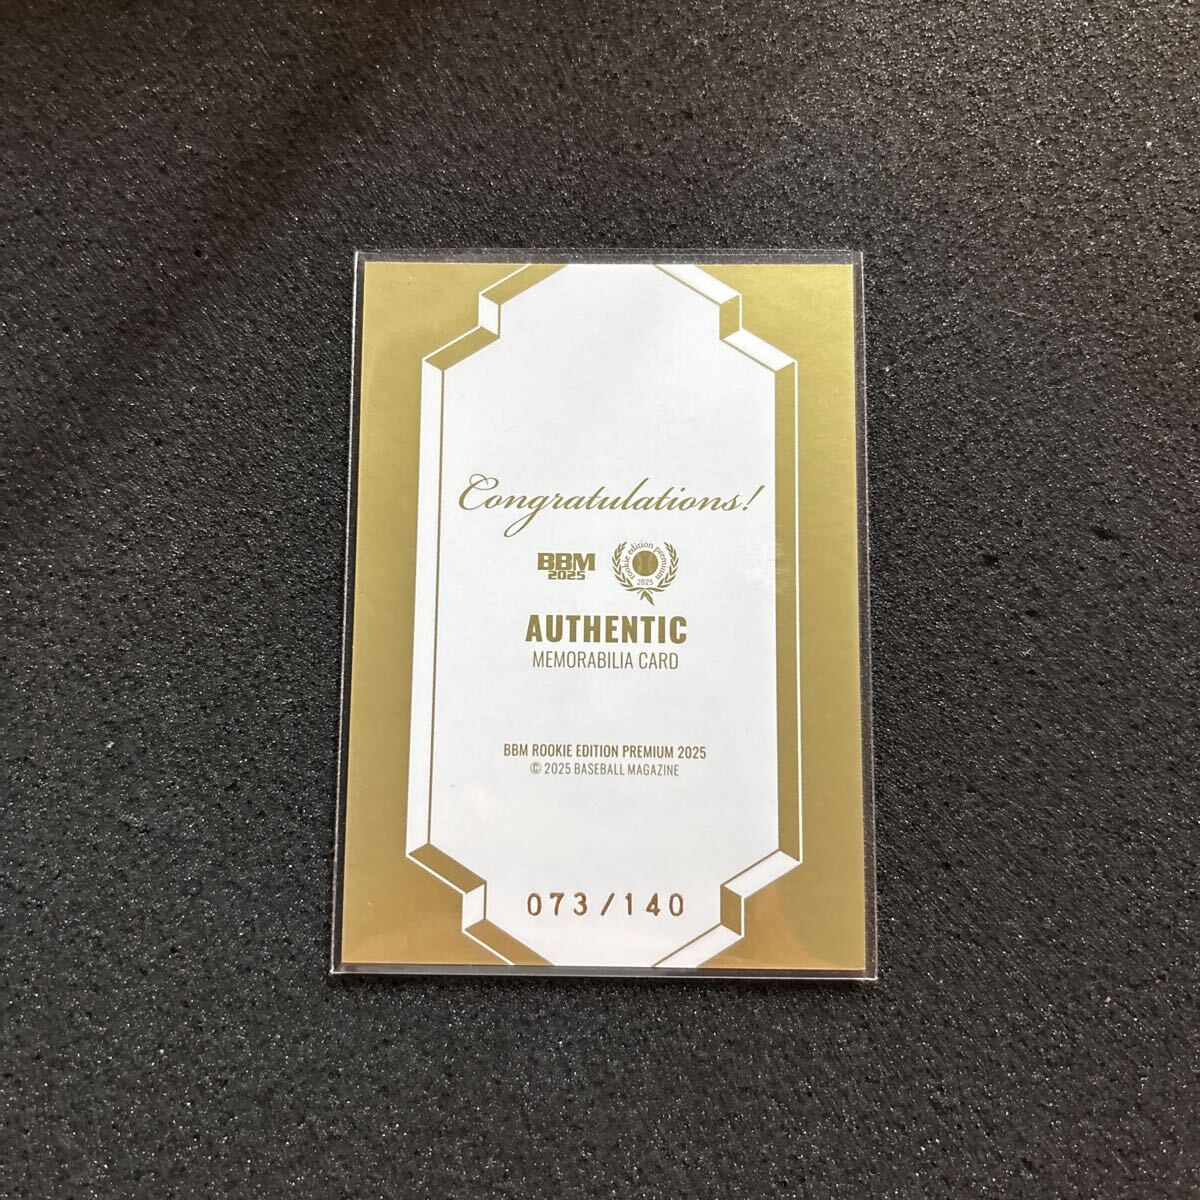 Congratulations!
BBM
2025
rookie edition premium
2025
AUTHENTIC
MEMORABILIA CARD
BBM ROOKIE EDITION PREMIUM 2025
© 2025 BASEBALL MAGAZINE
073/140